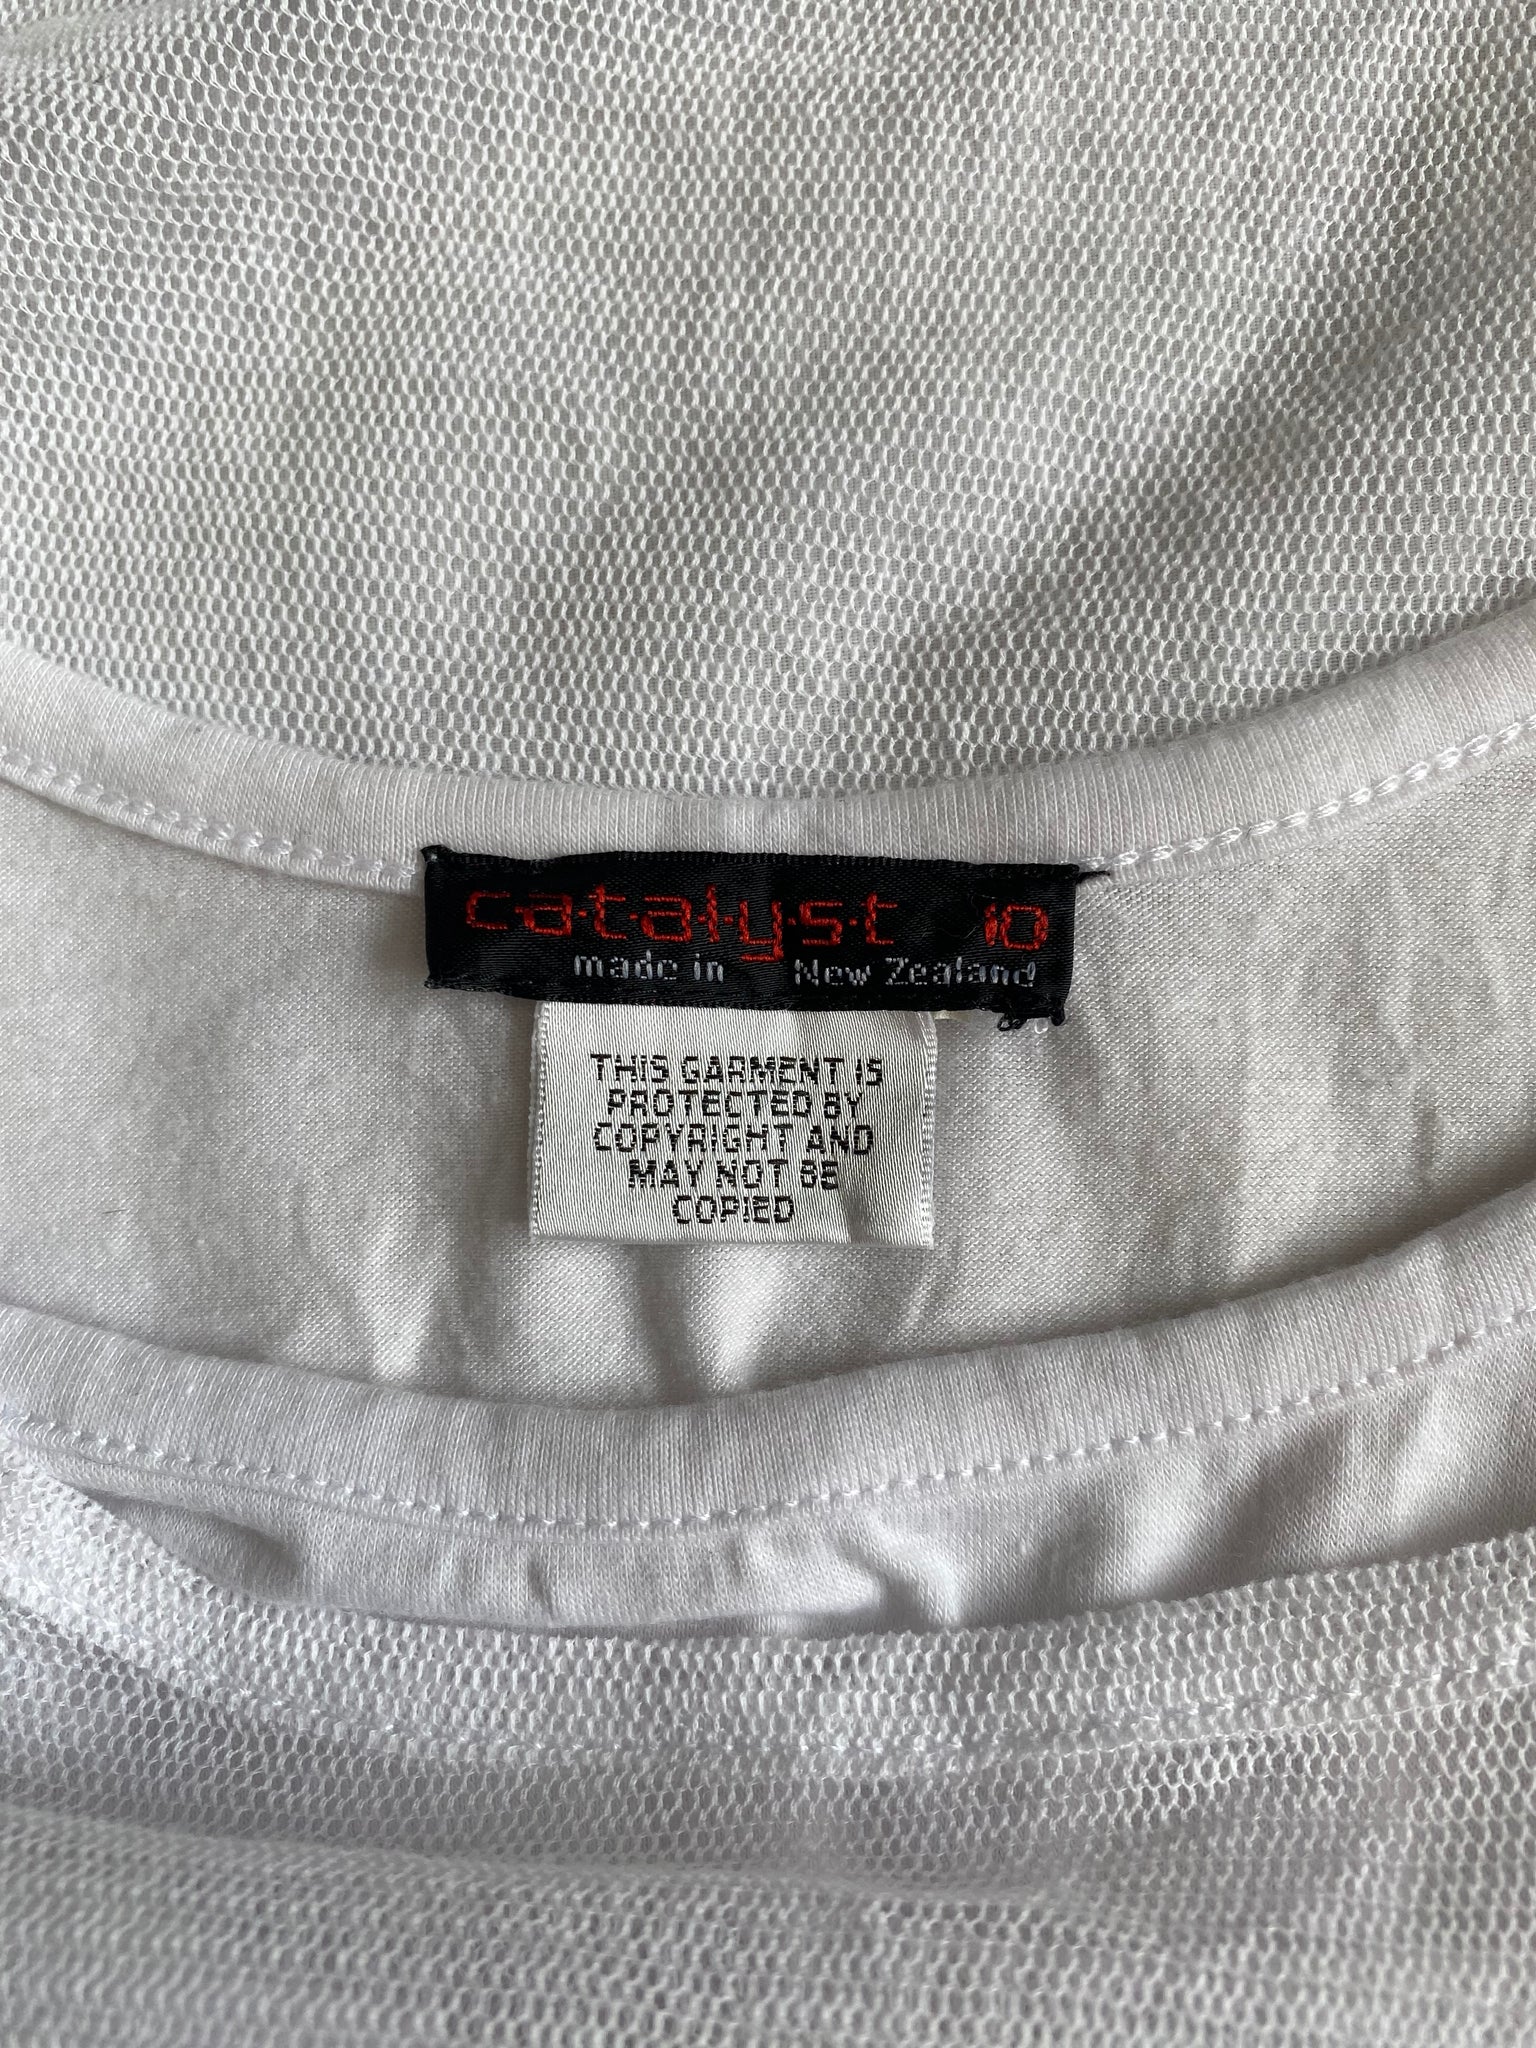 c·a·t·a·l·y·s·t 10
made in New Zealand
THIS GARMENT IS
PROTECTED BY
COPYRIGHT AND
MAY NOT BE
COPIED